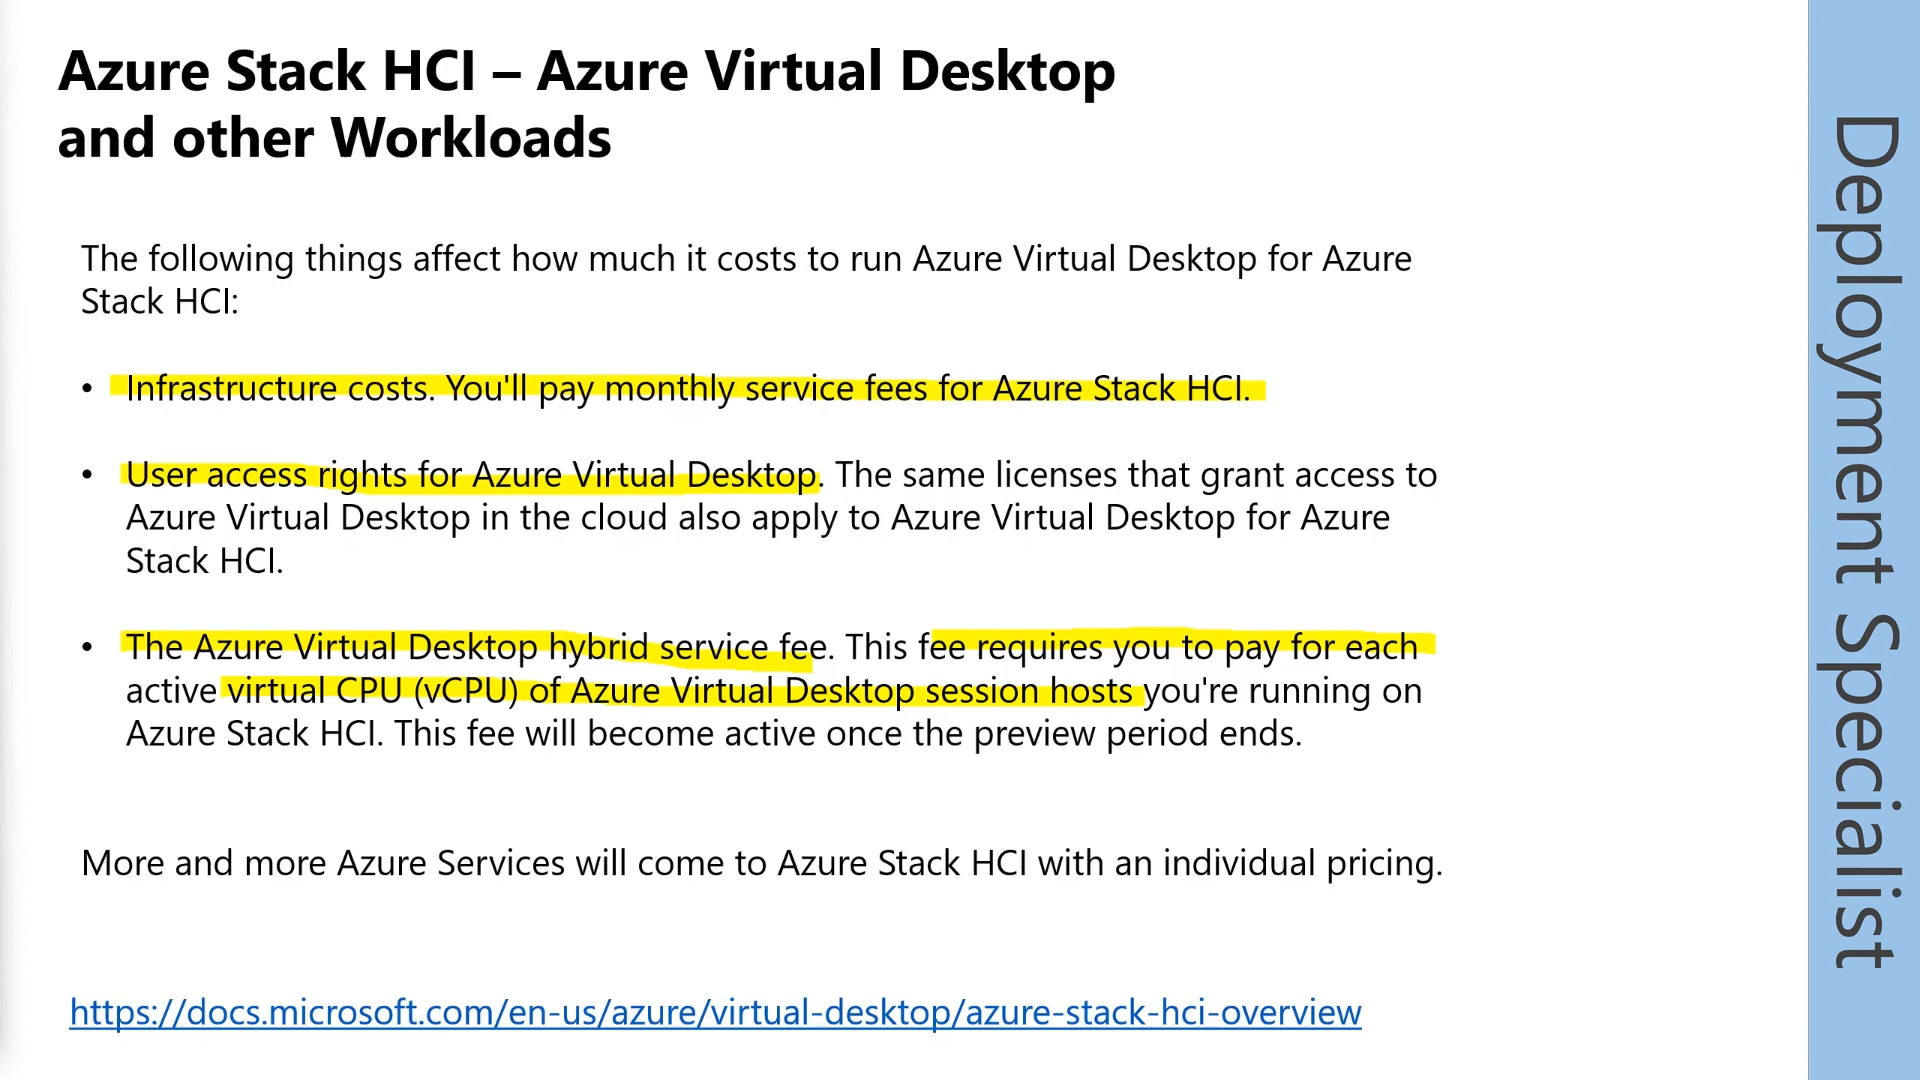 Azure Stack HCI – Azure Virtual Desktop
and other Workloads
The following things affect how much it costs to run Azure Virtual Desktop for Azure
Stack HCI:
• Infrastructure costs. You'll pay monthly service fees for Azure Stack HCI.
• User access rights for Azure Virtual Desktop. The same licenses that grant access to
Azure Virtual Desktop in the cloud also apply to Azure Virtual Desktop for Azure
Stack HCI.
• The Azure Virtual Desktop hybrid service fee. This fee requires you to pay for each
active virtual CPU (vCPU) of Azure Virtual Desktop session hosts you're running on
Azure Stack HCI. This fee will become active once the preview period ends.
More and more Azure Services will come to Azure Stack HCI with an individual pricing.
https://docs.microsoft.com/en-us/azure/virtual-desktop/azure-stack-hci-overview
Deployment Specialist